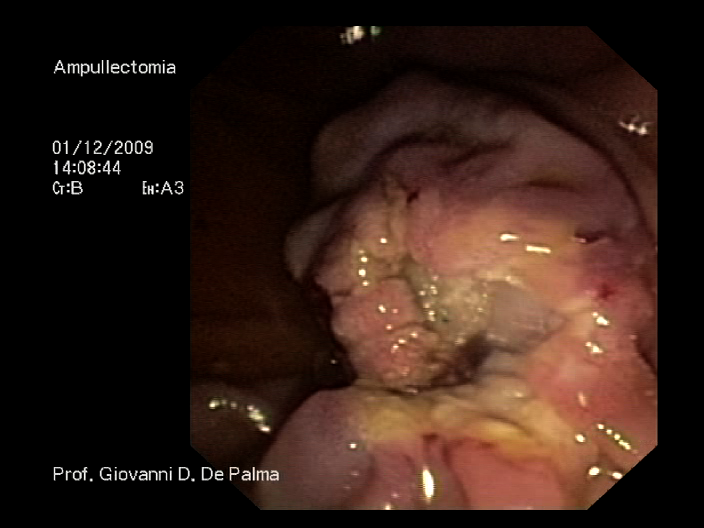 Ampullectomia
01/12/2009
14:08:44
Cr:B Eh:A3
Prof. Giovanni D. De Palma